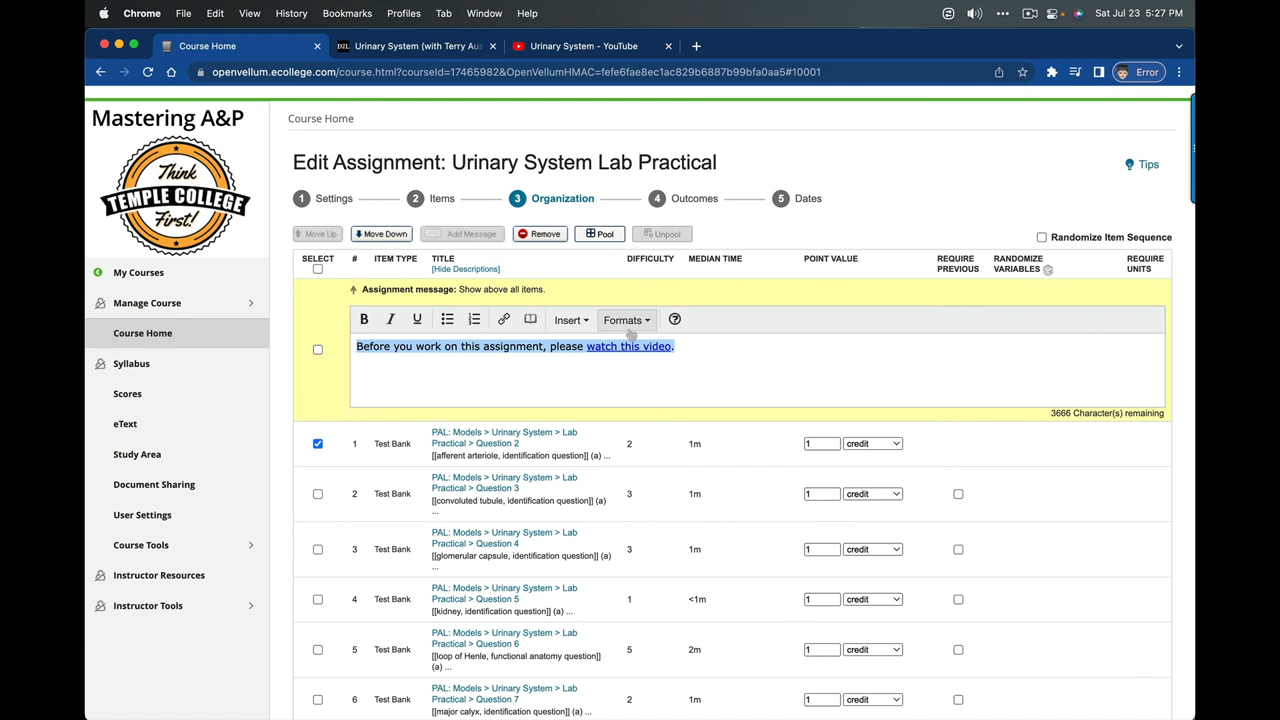 Chrome File Edit View History Bookmarks Profiles Tab Window Help Sat Jul 23 5:27 PM
Course Home Urinary System (with Terry Aus Urinary System - YouTube
openvellum.ecollege.com/course.html?courseId=17465982&OpenVellumHMAC=fefe6fae8ec1ac829b6887b99bfa0aa5#10001 Error
Mastering A&P
Think
TEMPLE COLLEGE
First!
My Courses
Manage Course
Course Home
Syllabus
Scores
eText
Study Area
Document Sharing
User Settings
Course Tools
Instructor Resources
Instructor Tools
Course Home
Edit Assignment: Urinary System Lab Practical
Tips
1 Settings 2 Items 3 Organization 4 Outcomes 5 Dates
Move Up Move Down Add Message Remove Pool Unpool Randomize Item Sequence
SELECT # ITEM TYPE TITLE DIFFICULTY MEDIAN TIME POINT VALUE REQUIRE PREVIOUS RANDOMIZE VARIABLES REQUIRE UNITS
[Hide Descriptions]
Assignment message: Show above all items.
B I U Insert Formats
Before you work on this assignment, please watch this video.
3666 Character(s) remaining
1 Test Bank PAL: Models > Urinary System > Lab Practical > Question 2 2 1m 1 credit
[[afferent arteriole, identification question]] (a) ...
2 Test Bank PAL: Models > Urinary System > Lab Practical > Question 3 3 1m 1 credit
[[convoluted tubule, identification question]] (a) ...
3 Test Bank PAL: Models > Urinary System > Lab Practical > Question 4 3 1m 1 credit
[[glomerular capsule, identification question]] (a) ...
4 Test Bank PAL: Models > Urinary System > Lab Practical > Question 5 1 <1m 1 credit
[[kidney, identification question]] (a) ...
5 Test Bank PAL: Models > Urinary System > Lab Practical > Question 6 5 2m 1 credit
[[loop of Henle, functional anatomy question]] (a) ...
6 Test Bank PAL: Models > Urinary System > Lab Practical > Question 7 2 1m 1 credit
[[major calyx, identification question]] (a) ...